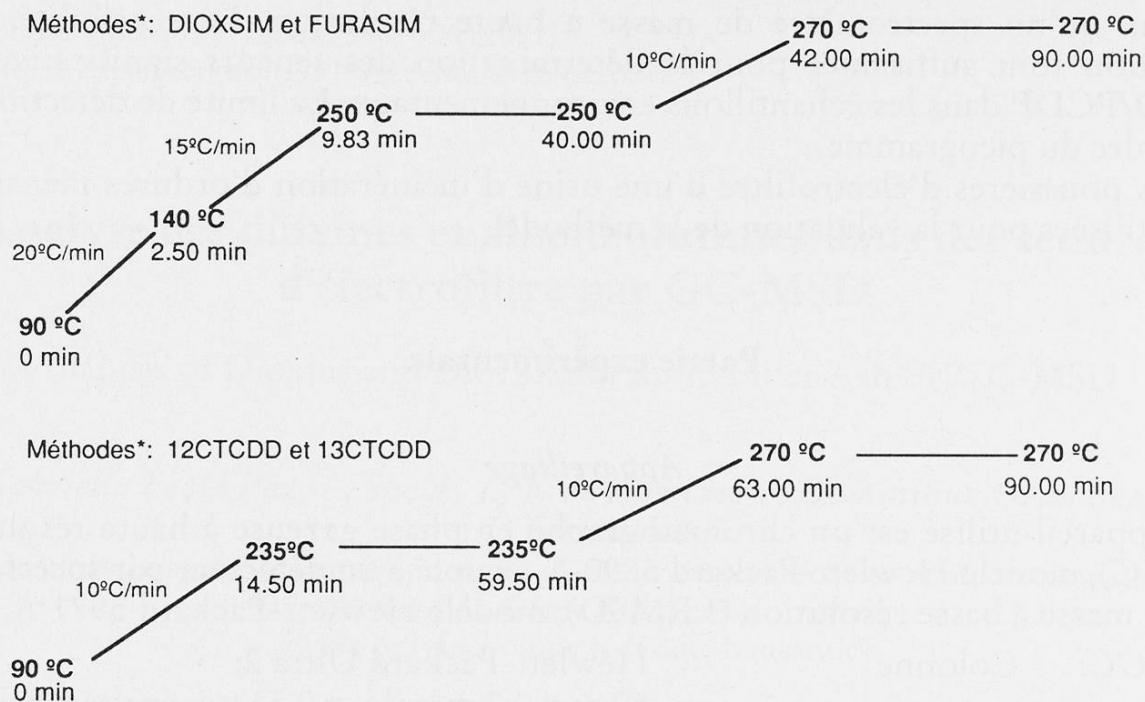 Méthodes*: DIOXSIM et FURASIM
270 ºC
42.00 min
270 ºC
90.00 min
10ºC/min
250 ºC
9.83 min
250 ºC
40.00 min
15ºC/min
140 ºC
2.50 min
20ºC/min
90 ºC
0 min
Méthodes*: 12CTCDD et 13CTCDD
270 ºC
63.00 min
270 ºC
90.00 min
10ºC/min
235ºC
14.50 min
235ºC
59.50 min
10ºC/min
90 ºC
0 min